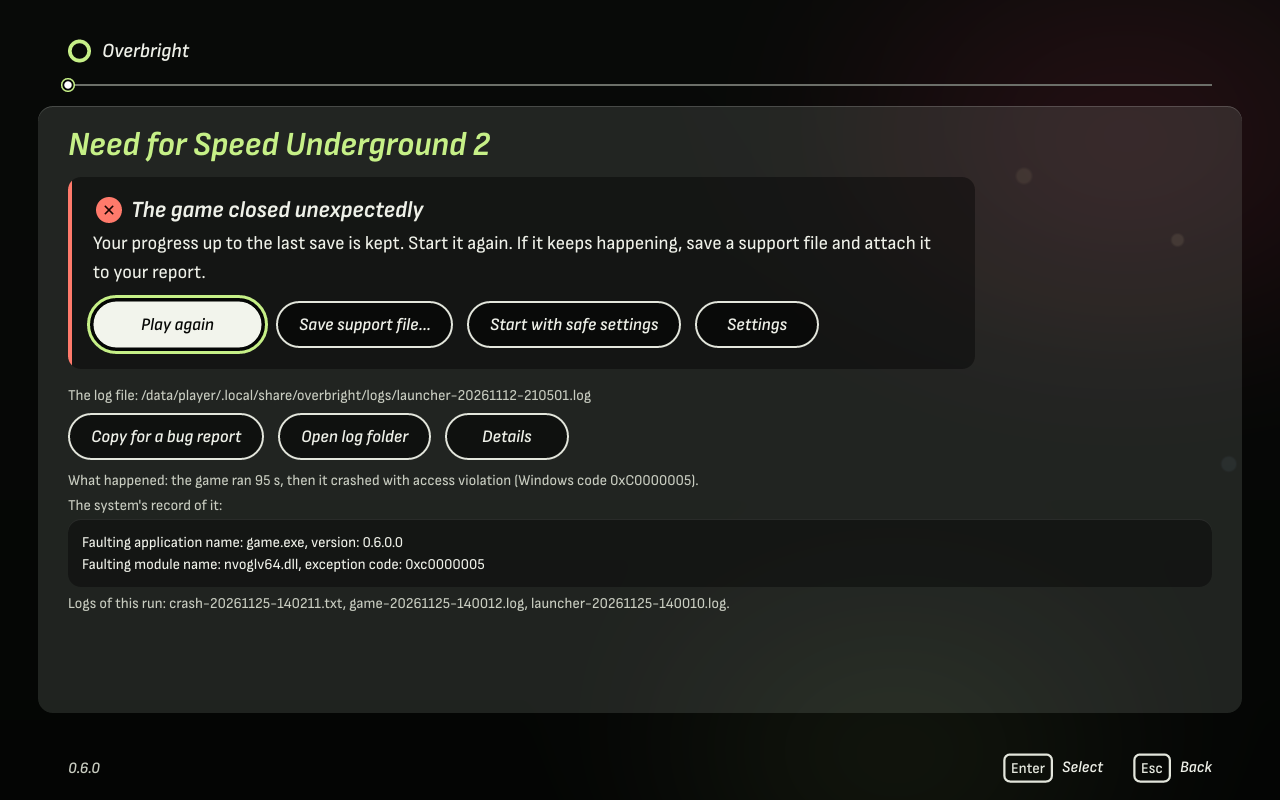 Overbright
Need for Speed Underground 2
The game closed unexpectedly
Your progress up to the last save is kept. Start it again. If it keeps happening, save a support file and attach it
to your report.
Play again
Save support file...
Start with safe settings
Settings
The log file: /data/player/.local/share/overbright/logs/launcher-20261112-210501.log
Copy for a bug report
Open log folder
Details
What happened: the game ran 95 s, then it crashed with access violation (Windows code 0xC0000005).
The system's record of it:
Faulting application name: game.exe, version: 0.6.0.0
Faulting module name: nvoglv64.dll, exception code: 0xc0000005
Logs of this run: crash-20261125-140211.txt, game-20261125-140012.log, launcher-20261125-140010.log.
0.6.0
Enter Select Esc Back